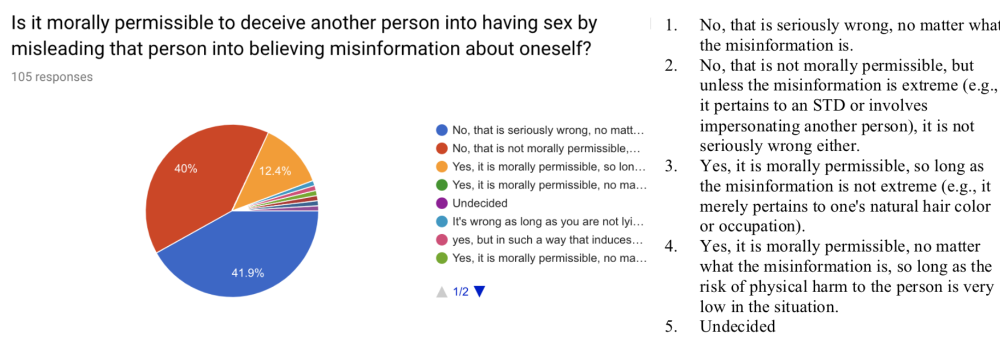 Is it morally permissible to deceive another person into having sex by
misleading that person into believing misinformation about oneself?
105 responses
40%
12.4%
41.9%
No, that is seriously wrong, no matt...
No, that is not morally permissible,...
Yes, it is morally permissible, so lon...
Yes, it is morally permissible, no ma...
Undecided
It's wrong as long as you are not lyi...
yes, but in such a way that induces...
Yes, it is morally permissible, no ma...
1/2
1. No, that is seriously wrong, no matter what
the misinformation is.
2. No, that is not morally permissible, but
unless the misinformation is extreme (e.g.,
it pertains to an STD or involves
impersonating another person), it is not
seriously wrong either.
3. Yes, it is morally permissible, so long as
the misinformation is not extreme (e.g., it
merely pertains to one's natural hair color
or occupation).
4. Yes, it is morally permissible, no matter
what the misinformation is, so long as the
risk of physical harm to the person is very
low in the situation.
5. Undecided